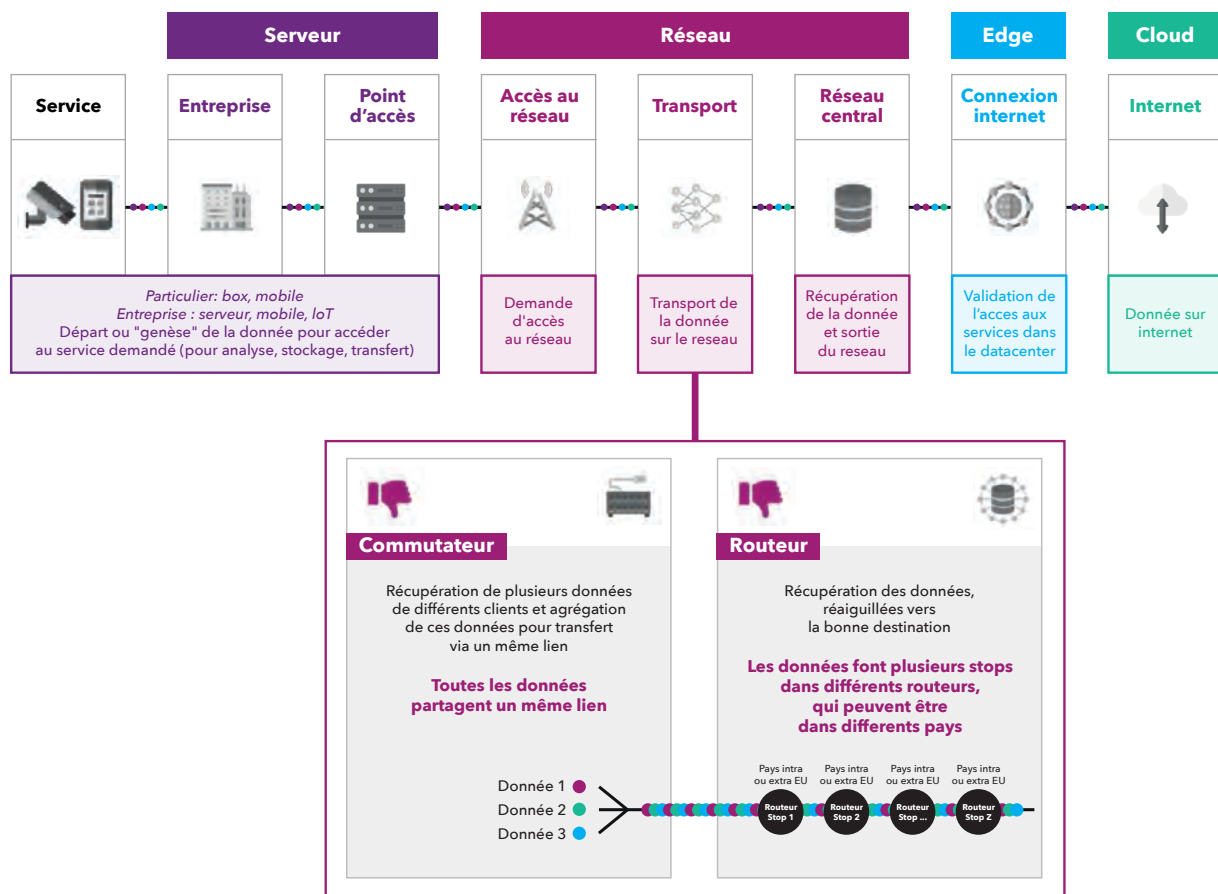 Serveur
Réseau
Edge
Cloud
Service
Entreprise
Point
d'accès
Accès au
réseau
Transport
Réseau
central
Connexion
internet
Internet
Particulier: box, mobile
Entreprise : serveur, mobile, IoT
Départ ou "genèse" de la donnée pour accéder
au service demandé (pour analyse, stockage, transfert)
Demande
d'accès
au réseau
Transport de
la donnée
sur le reseau
Récupération
de la donnée
et sortie
du reseau
Validation de
l'acces aux
services dans
le datacenter
Donnée sur
internet
Commutateur
Récupération de plusieurs données
de différents clients et agrégation
de ces données pour transfert
via un même lien
Toutes les données
partagent un même lien
Routeur
Récupération des données,
réaiguillées vers
la bonne destination
Les données font plusieurs stops
dans différents routeurs,
qui peuvent être
dans differents pays
Donnée 1
Donnée 2
Donnée 3
Pays intra
ou extra EU
Pays intra
ou extra EU
Pays intra
ou extra EU
Pays intra
ou extra EU
Routeur
Stop 1
Routeur
Stop 2
Routeur
Stop ...
Routeur
Stop Z